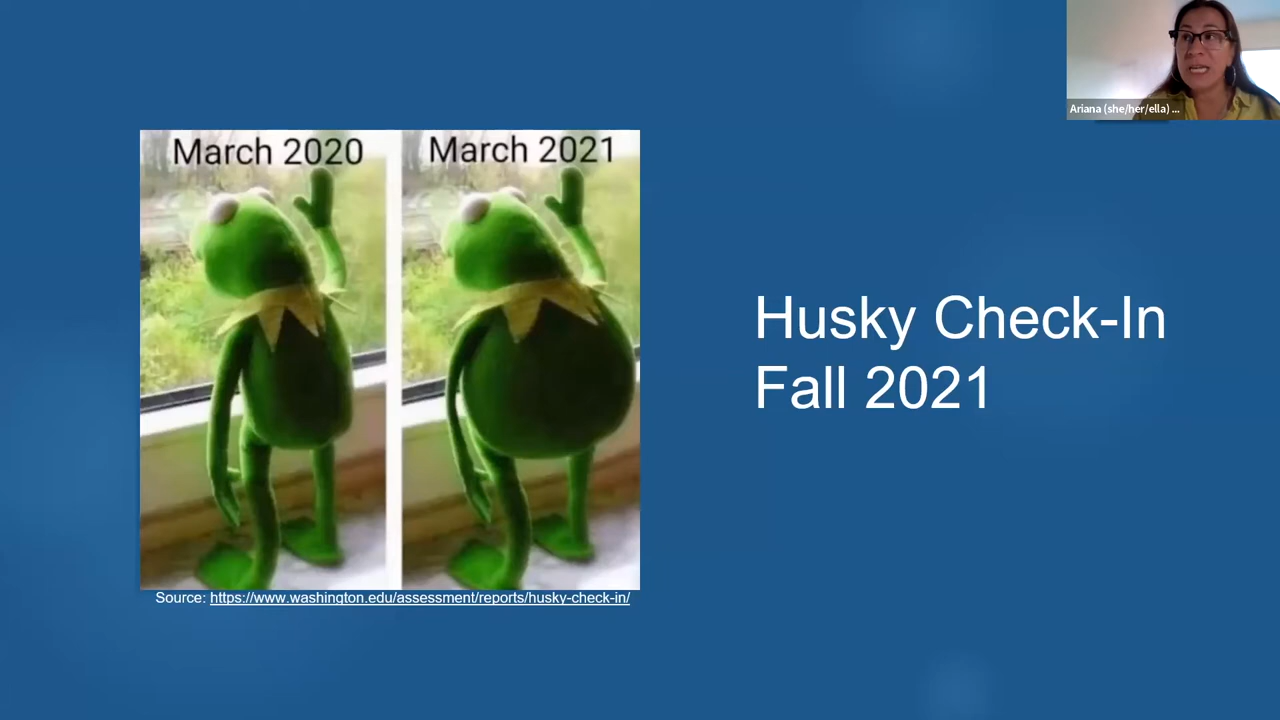 Ariana (she/her/ella) ...
March 2020
March 2021
Husky Check-In
Fall 2021
Source: https://www.washington.edu/assessment/reports/husky-check-in/